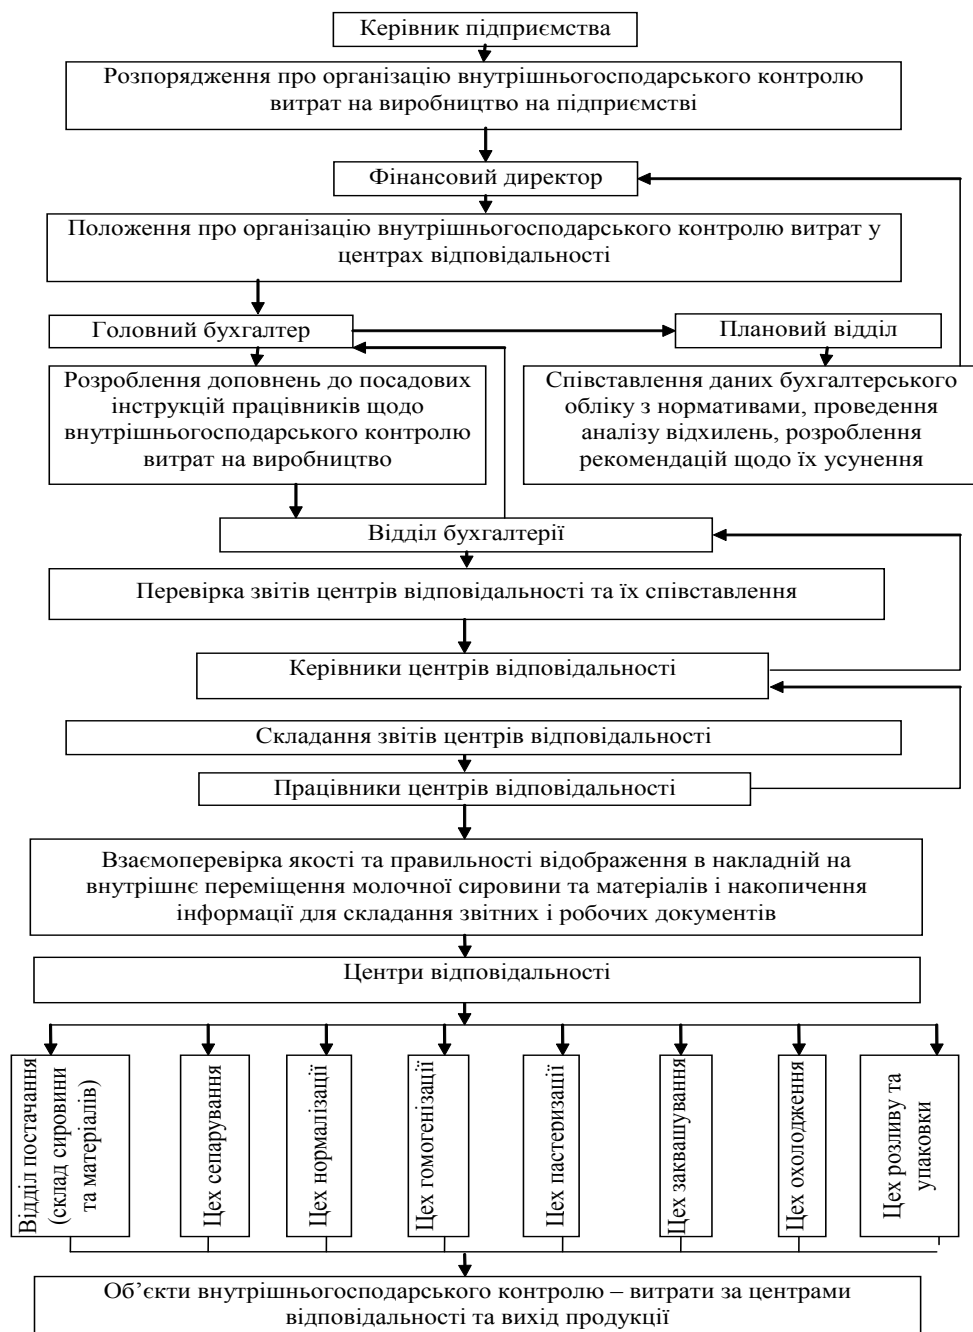 Керівник підприємства
Розпорядження про організацію внутрішньогосподарського контролю
витрат на виробництво на підприємстві
Фінансовий директор
Положення про організацію внутрішньогосподарського контролю витрат у
центрах відповідальності
Головний бухгалтер
Плановий відділ
Розроблення доповнень до посадових
інструкцій працівників щодо
внутрішньогосподарського контролю
витрат на виробництво
Співставлення даних бухгалтерського
обліку з нормативами, проведення
аналізу відхилень, розроблення
рекомендацій щодо їх усунення
Відділ бухгалтерії
Перевірка звітів центрів відповідальності та їх співставлення
Керівники центрів відповідальності
Складання звітів центрів відповідальності
Працівники центрів відповідальності
Взаємоперевірка якості та правильності відображення в накладній на
внутрішнє переміщення молочної сировини та матеріалів і накопичення
інформації для складання звітних і робочих документів
Центри відповідальності
Відділ постачання
(склад сировини
та матеріалів)
Цех сепарування
Цех нормалізації
Цех гомогенізації
Цех пастеризації
Цех заквашування
Цех охолодження
Цех розливу та
упаковки
Об’єкти внутрішньогосподарського контролю – витрати за центрами
відповідальності та вихід продукції